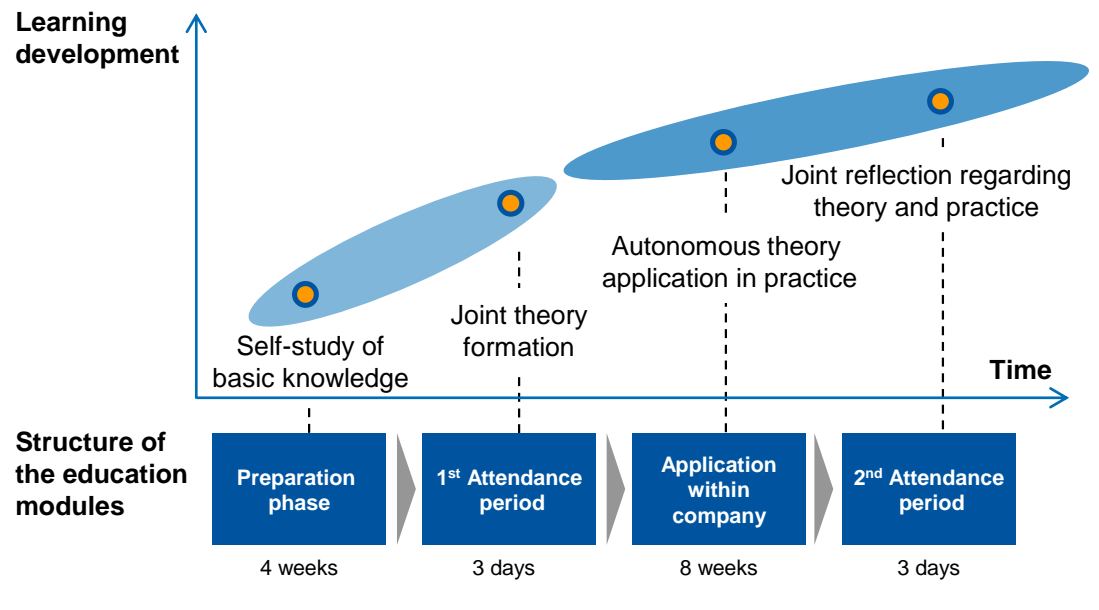 Learning
development
Joint reflection regarding
theory and practice
Autonomous theory
application in practice
Joint theory
formation
Self-study of
basic knowledge
Time
Structure of
the education
modules
Preparation
phase
1st Attendance
period
Application
within
company
2nd Attendance
period
4 weeks
3 days
8 weeks
3 days